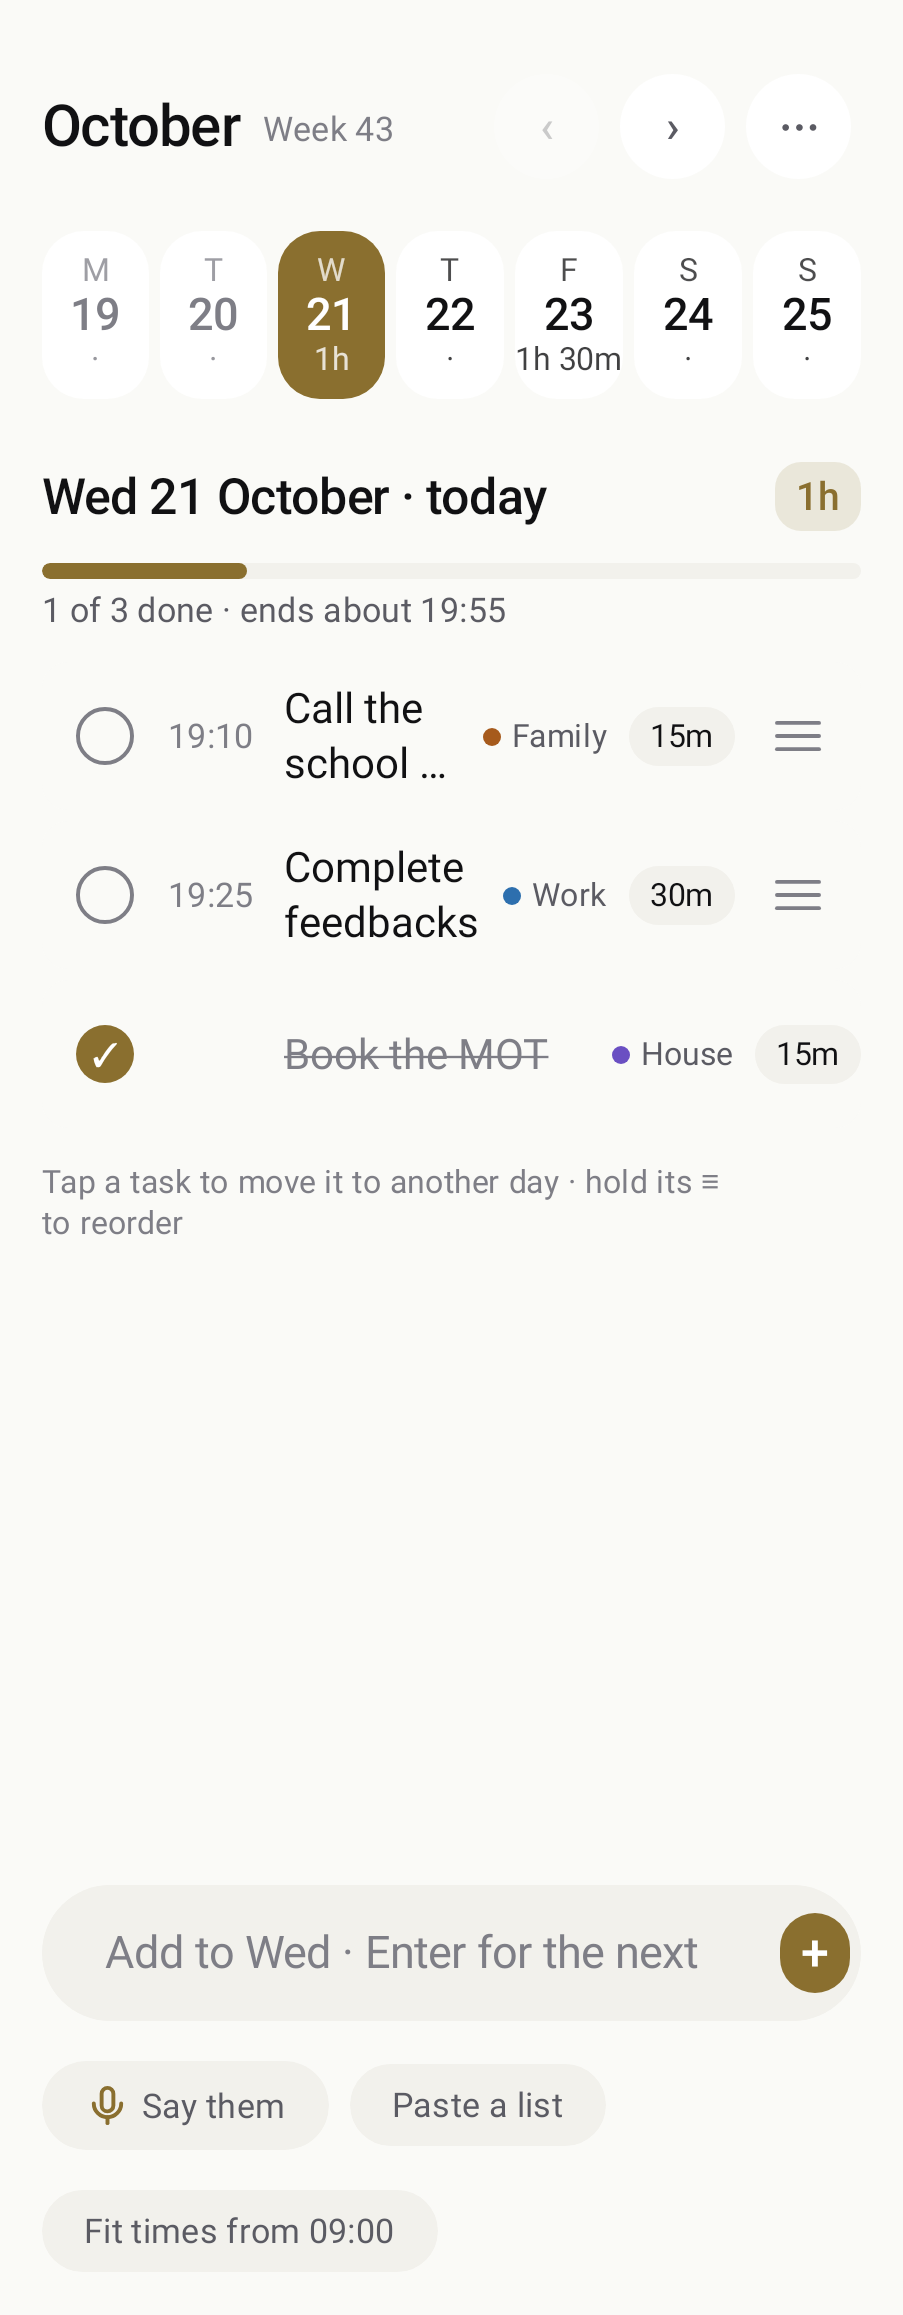 October Week 43 ‹ › ···
M T W T F S S
19 20 21 22 23 24 25
· · 1h · 1h 30m · ·
Wed 21 October · today 1h
1 of 3 done · ends about 19:55
19:10 Call the school ... Family 15m
19:25 Complete feedbacks Work 30m
✓ Book the MOT House 15m
Tap a task to move it to another day · hold its ≡
to reorder
Add to Wed · Enter for the next +
Say them Paste a list
Fit times from 09:00